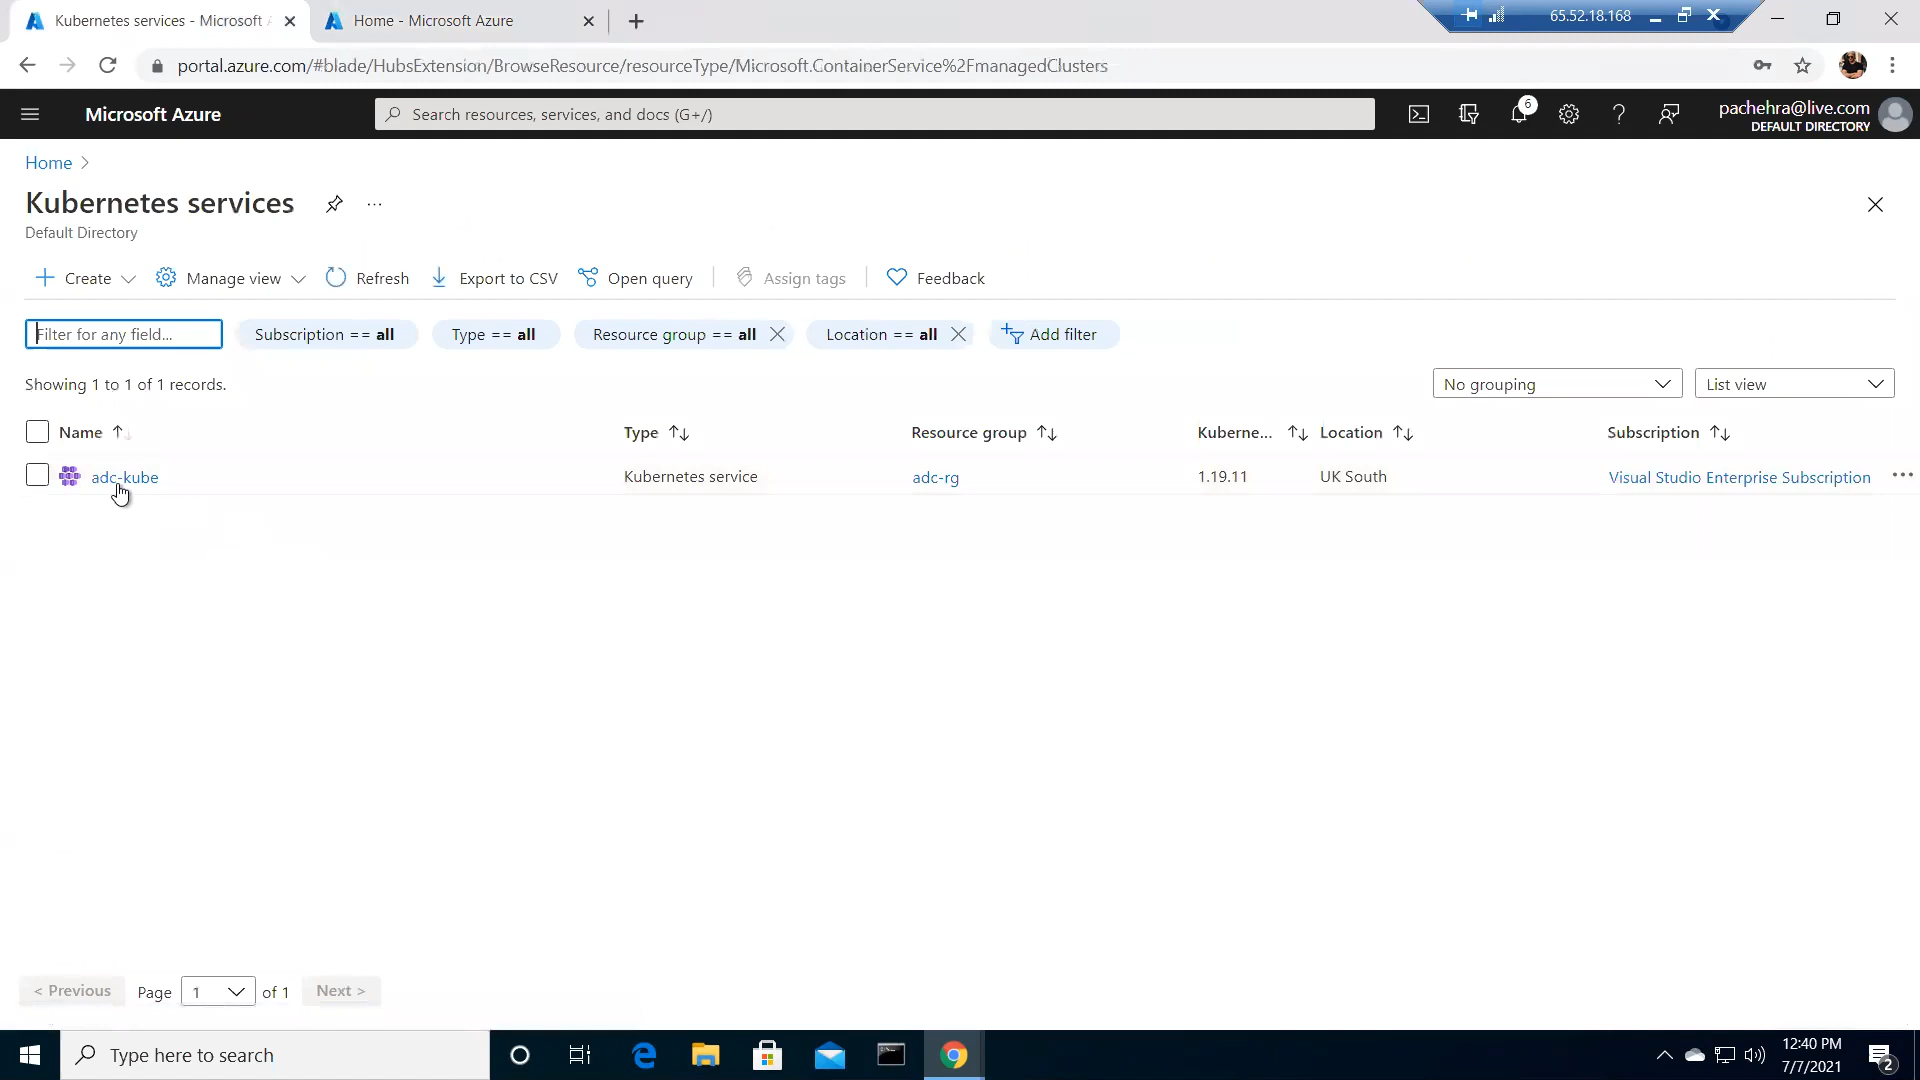 Kubernetes services - Microsoft A
Home - Microsoft Azure
65.52.18.168
portal.azure.com/#blade/HubsExtension/BrowseResource/resourceType/Microsoft.ContainerService%2FmanagedClusters
Microsoft Azure
Search resources, services, and docs (G+/)
6
pachehra@live.com
DEFAULT DIRECTORY
Home
Kubernetes services
Default Directory
Create
Manage view
Refresh
Export to CSV
Open query
Assign tags
Feedback
Filter for any field...
Subscription == all
Type == all
Resource group == all
Location == all
Add filter
Showing 1 to 1 of 1 records.
No grouping
List view
Name
Type
Resource group
Kuberne...
Location
Subscription
adc-kube
Kubernetes service
adc-rg
1.19.11
UK South
Visual Studio Enterprise Subscription
< Previous
Page
1
of 1
Next >
Type here to search
12:40 PM
7/7/2021
2